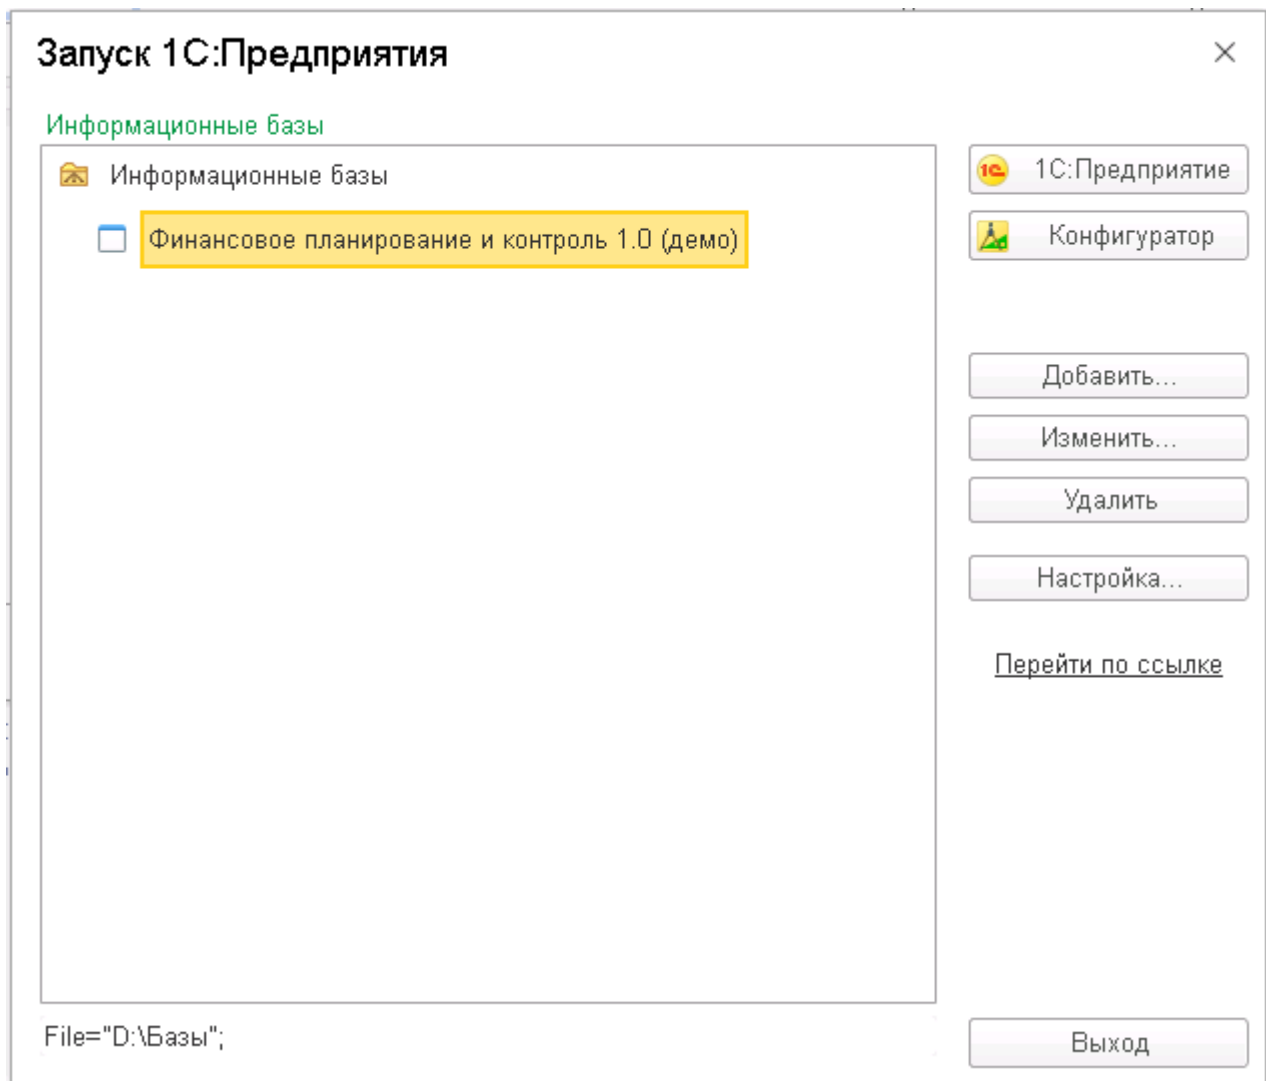 Запуск 1С:Предприятия
Информационные базы
Информационные базы
Финансовое планирование и контроль 1.0 (демо)
1С:Предприятие
Конфигуратор
Добавить...
Изменить...
Удалить
Настройка...
Перейти по ссылке
File="D:\Базы";
Выход